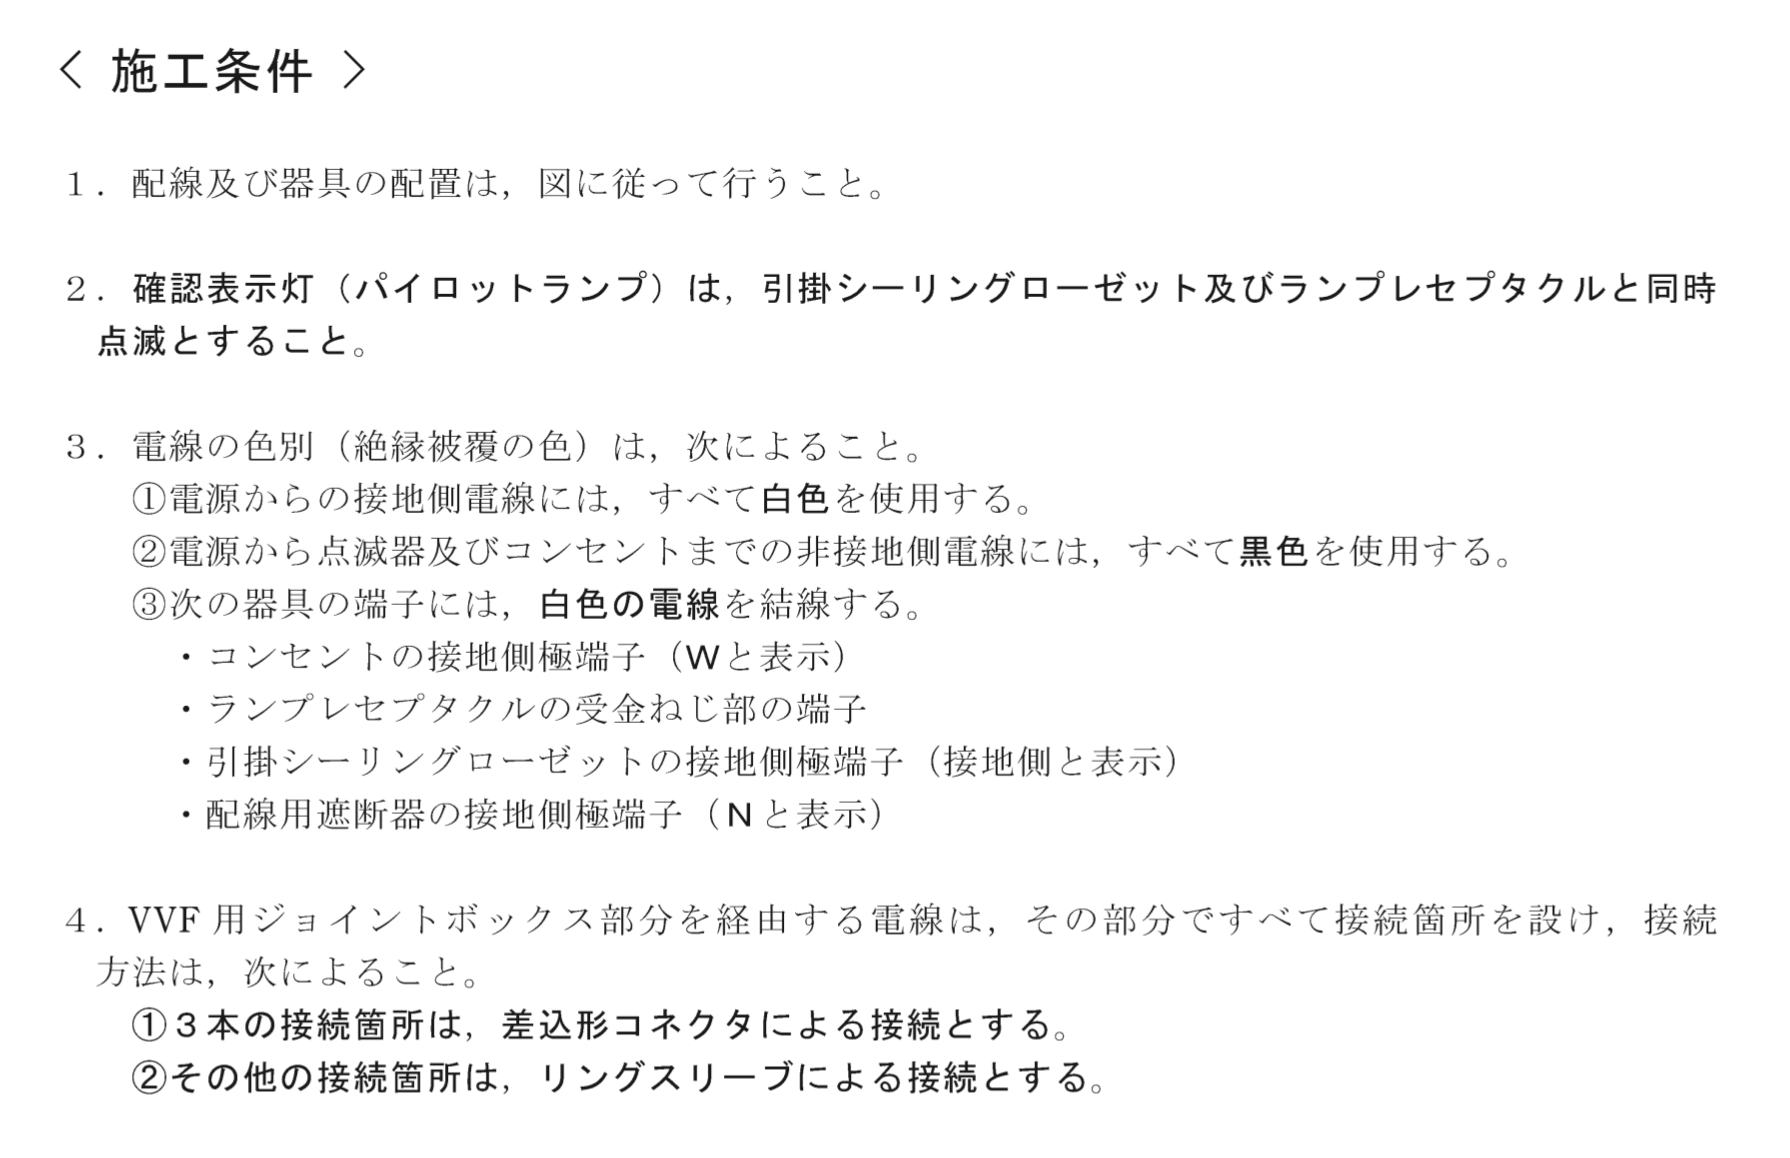 〈 施工条件 〉
１．配線及び器具の配置は，図に従って行うこと。
２．確認表示灯（パイロットランプ）は，引掛シーリングローゼット及びランプレセプタクルと同時
点滅とすること。
３．電線の色別（絶縁被覆の色）は，次によること。
①電源からの接地側電線には，すべて白色を使用する。
②電源から点滅器及びコンセントまでの非接地側電線には，すべて黒色を使用する。
③次の器具の端子には，白色の電線を結線する。
・コンセントの接地側極端子（Wと表示）
・ランプレセプタクルの受金ねじ部の端子
・引掛シーリングローゼットの接地側極端子（接地側と表示）
・配線用遮断器の接地側極端子（Nと表示）
４．VVF 用ジョイントボックス部分を経由する電線は，その部分ですべて接続箇所を設け，接続
方法は，次によること。
①３本の接続箇所は，差込形コネクタによる接続とする。
②その他の接続箇所は，リングスリーブによる接続とする。